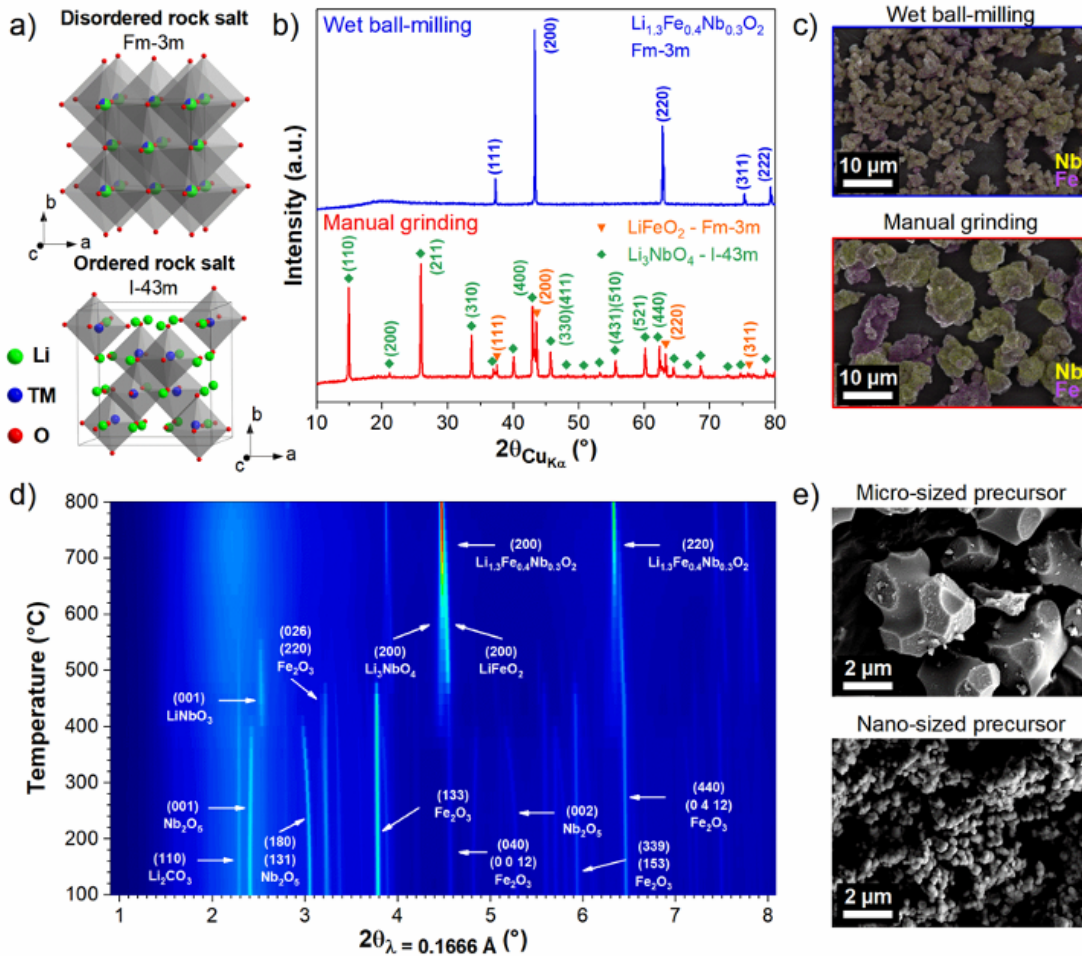 a)
Disordered rock salt
Fm-3m
b
c
a
Ordered rock salt
I-43m
Li
TM
O
b
c
a
b)
Wet ball-milling
Li1.3Fe0.4Nb0.3O2
Fm-3m
(111)
(200)
(220)
(311)
(222)
Manual grinding
LiFeO2 - Fm-3m
Li3NbO4 - I-43m
(110)
(200)
(211)
(310)
(111)
(400)
(200)
(330)(411)
(431)(510)
(521)
(440)
(220)
(311)
Intensity (a.u.)
10 20 30 40 50 60 70 80
2θCuKα (°)
c)
Wet ball-milling
10 µm
Nb
Fe
Manual grinding
10 µm
Nb
Fe
d)
Temperature (°C)
800
700
600
500
400
300
200
100
(200)
Li1.3Fe0.4Nb0.3O2
(220)
Li1.3Fe0.4Nb0.3O2
(026)
(220)
Fe2O3
(200)
Li3NbO4
(200)
LiFeO2
(001)
LiNbO3
(001)
Nb2O5
(110)
Li2CO3
(180)
(131)
Nb2O5
(133)
Fe2O3
(040)
(0 0 12)
Fe2O3
(002)
Nb2O5
(440)
(0 4 12)
Fe2O3
(339)
(153)
Fe2O3
1 2 3 4 5 6 7 8
2θλ = 0.1666 Å (°)
e)
Micro-sized precursor
2 µm
Nano-sized precursor
2 µm